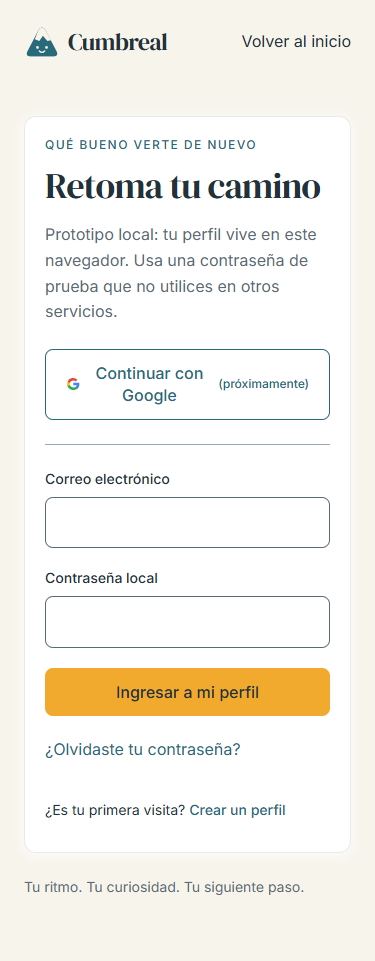 Cumbreal
Volver al inicio
QUÉ BUENO VERTE DE NUEVO
Retoma tu camino
Prototipo local: tu perfil vive en este
navegador. Usa una contraseña de
prueba que no utilices en otros
servicios.
Continuar con
Google
(próximamente)
Correo electrónico
Contraseña local
Ingresar a mi perfil
¿Olvidaste tu contraseña?
¿Es tu primera visita? Crear un perfil
Tu ritmo. Tu curiosidad. Tu siguiente paso.